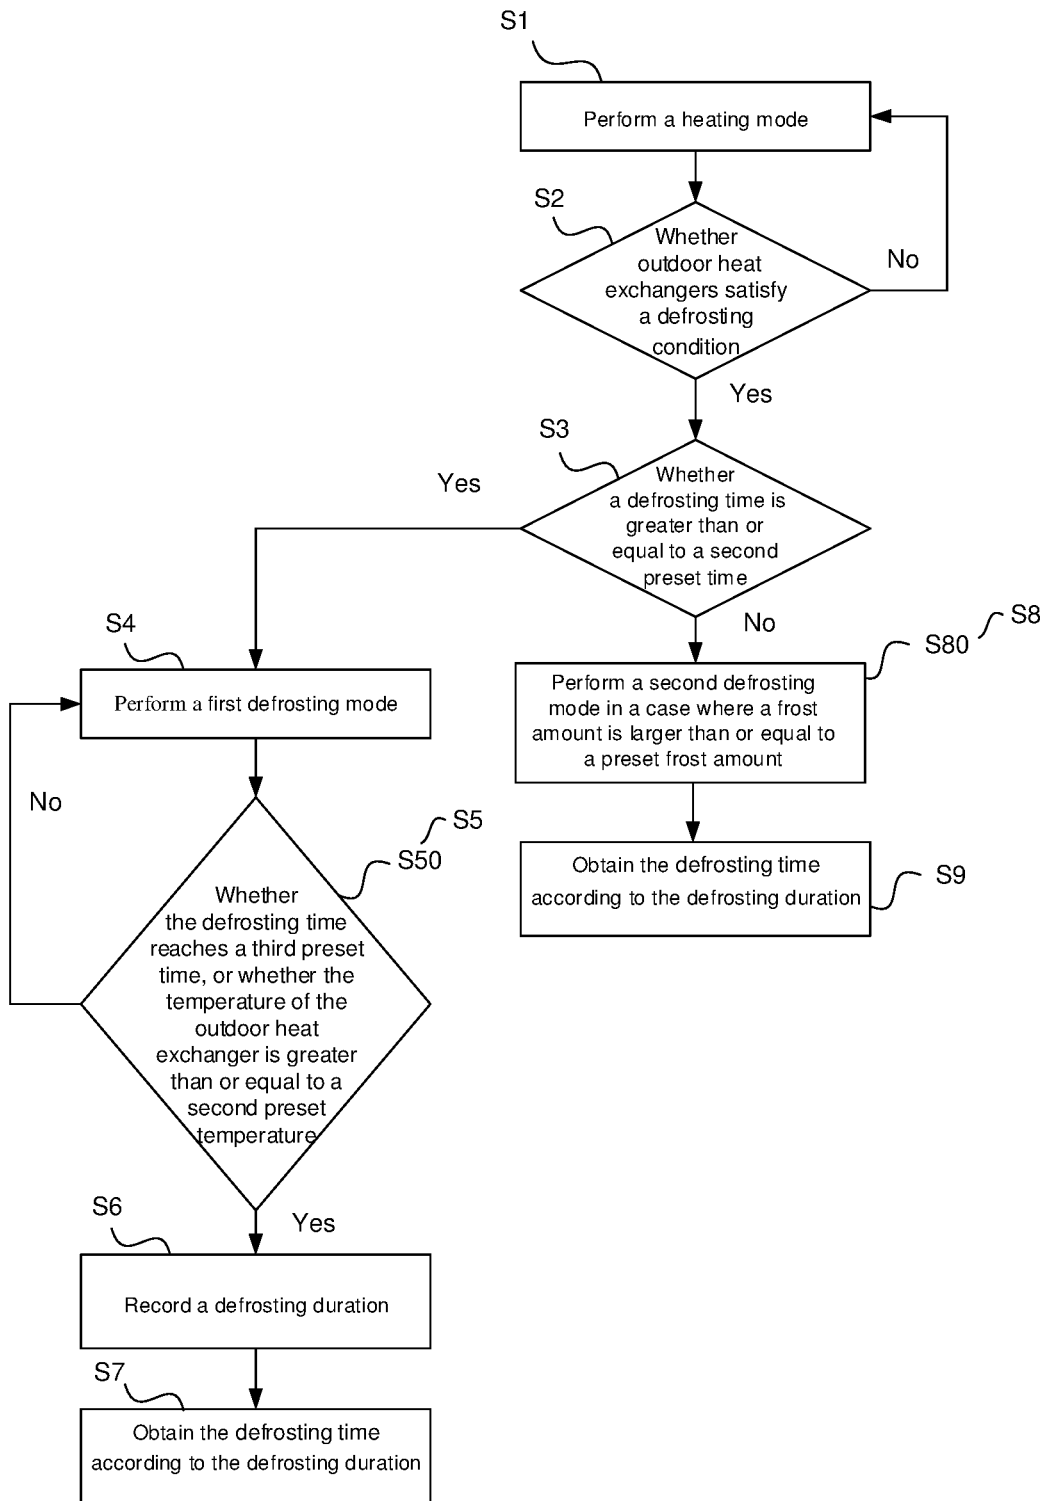 S1
Perform a heating mode
S2
Whether
outdoor heat
exchangers satisfy
a defrosting
condition
No
Yes
S3
Whether
a defrosting time is
greater than or
equal to a second
preset time
Yes
No
S4
Perform a first defrosting mode
S8
S80
Perform a second defrosting
mode in a case where a frost
amount is larger than or equal to
a preset frost amount
No
S5
S50
Whether
the defrosting time
reaches a third preset
time, or whether the
temperature of the
outdoor heat
exchanger is greater
than or equal to a
second preset
temperature
S9
Obtain the defrosting time
according to the defrosting duration
Yes
S6
Record a defrosting duration
S7
Obtain the defrosting time
according to the defrosting duration